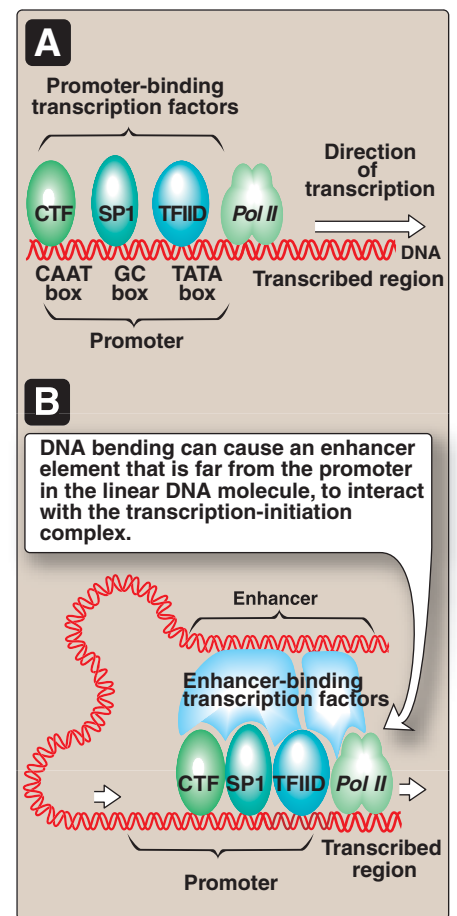 A
Promoter-binding
transcription factors
Direction
of
transcription
CTF
SP1
TFIID
Pol II
DNA
CAAT
box
GC
box
TATA
box
Transcribed region
Promoter
B
DNA bending can cause an enhancer
element that is far from the promoter
in the linear DNA molecule, to interact
with the transcription-initiation
complex.
Enhancer
Enhancer-binding
transcription factors
CTF
SP1
TFIID
Pol II
Transcribed
region
Promoter